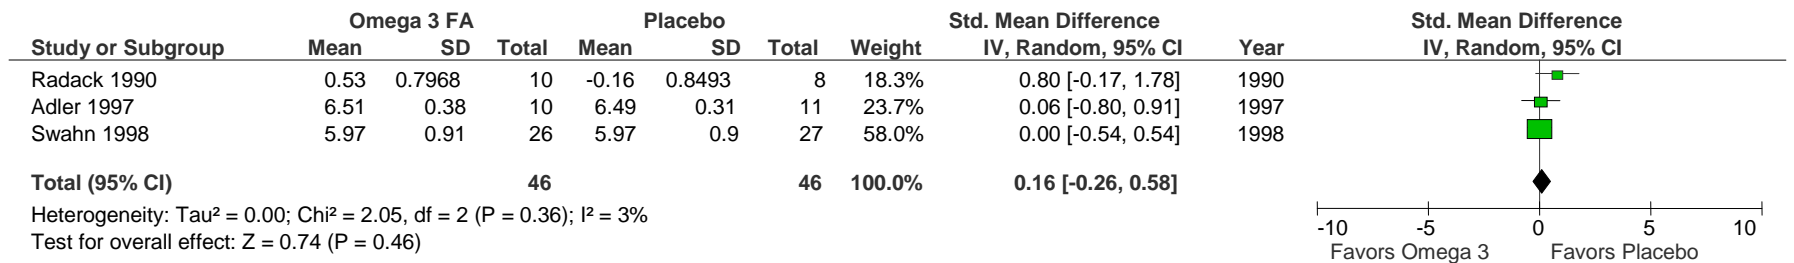 Omega 3 FA Placebo Std. Mean Difference Std. Mean Difference
Study or Subgroup Mean SD Total Mean SD Total Weight IV, Random, 95% CI Year IV, Random, 95% CI
Radack 1990 0.53 0.7968 10 -0.16 0.8493 8 18.3% 0.80 [-0.17, 1.78] 1990
Adler 1997 6.51 0.38 10 6.49 0.31 11 23.7% 0.06 [-0.80, 0.91] 1997
Swahn 1998 5.97 0.91 26 5.97 0.9 27 58.0% 0.00 [-0.54, 0.54] 1998
Total (95% CI) 46 46 100.0% 0.16 [-0.26, 0.58]
Heterogeneity: Tau² = 0.00; Chi² = 2.05, df = 2 (P = 0.36); I² = 3%
Test for overall effect: Z = 0.74 (P = 0.46)
-10 -5 0 5 10
Favors Omega 3 Favors Placebo